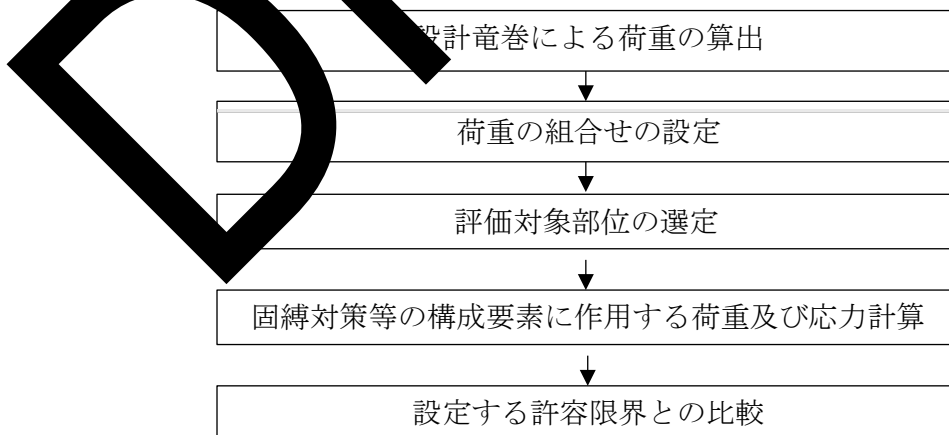 設計竜巻による荷重の算出
荷重の組合せの設定
評価対象部位の選定
固縛対策等の構成要素に作用する荷重及び応力計算
設定する許容限界との比較